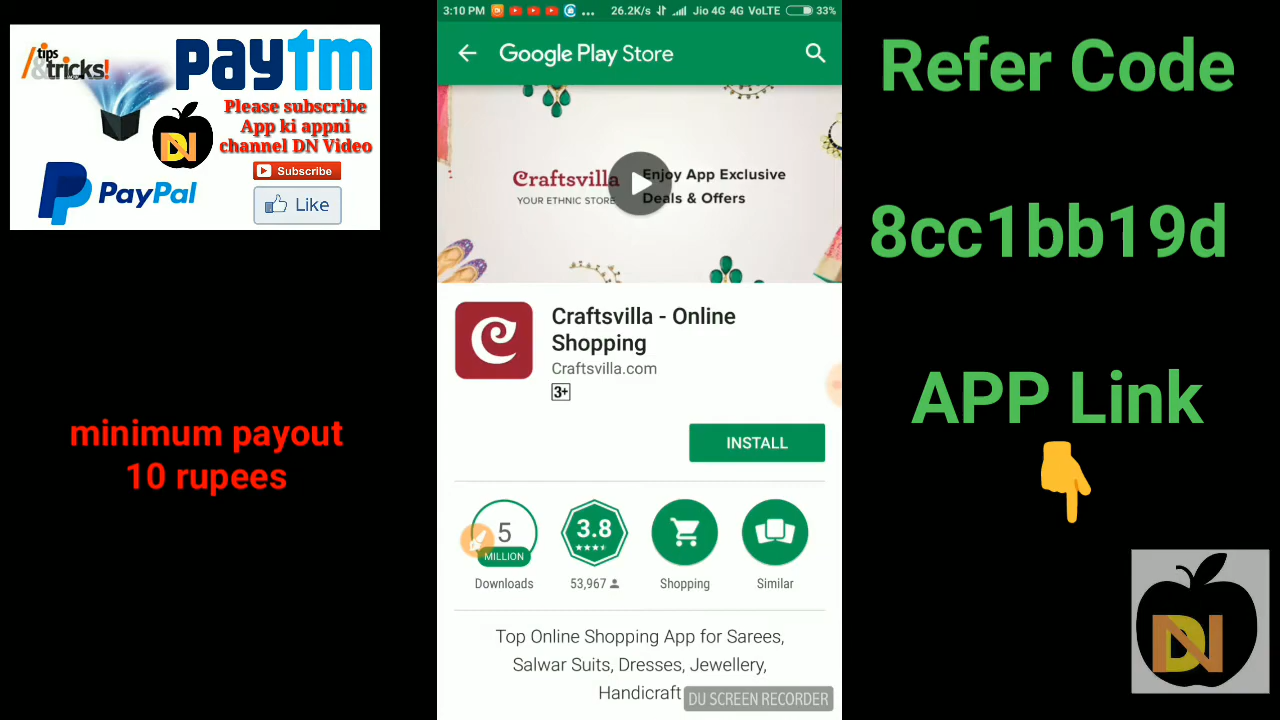 tips
&tricks!
paytm
Please subscribe
App ki appni
channel DN Video
DN
Subscribe
PayPal
Like
minimum payout
10 rupees
3:10 PM
...
26.2K/s
Jio 4G 4G VoLTE
33%
Google Play Store
Craftsvilla
YOUR ETHNIC STORE
Enjoy App Exclusive
Deals & Offers
Craftsvilla - Online
Shopping
Craftsvilla.com
3+
INSTALL
5
MILLION
Downloads
3.8
53,967
Shopping
Similar
Top Online Shopping App for Sarees,
Salwar Suits, Dresses, Jewellery,
Handicraft
DU SCREEN RECORDER
Refer Code
8cc1bb19d
APP Link
DN